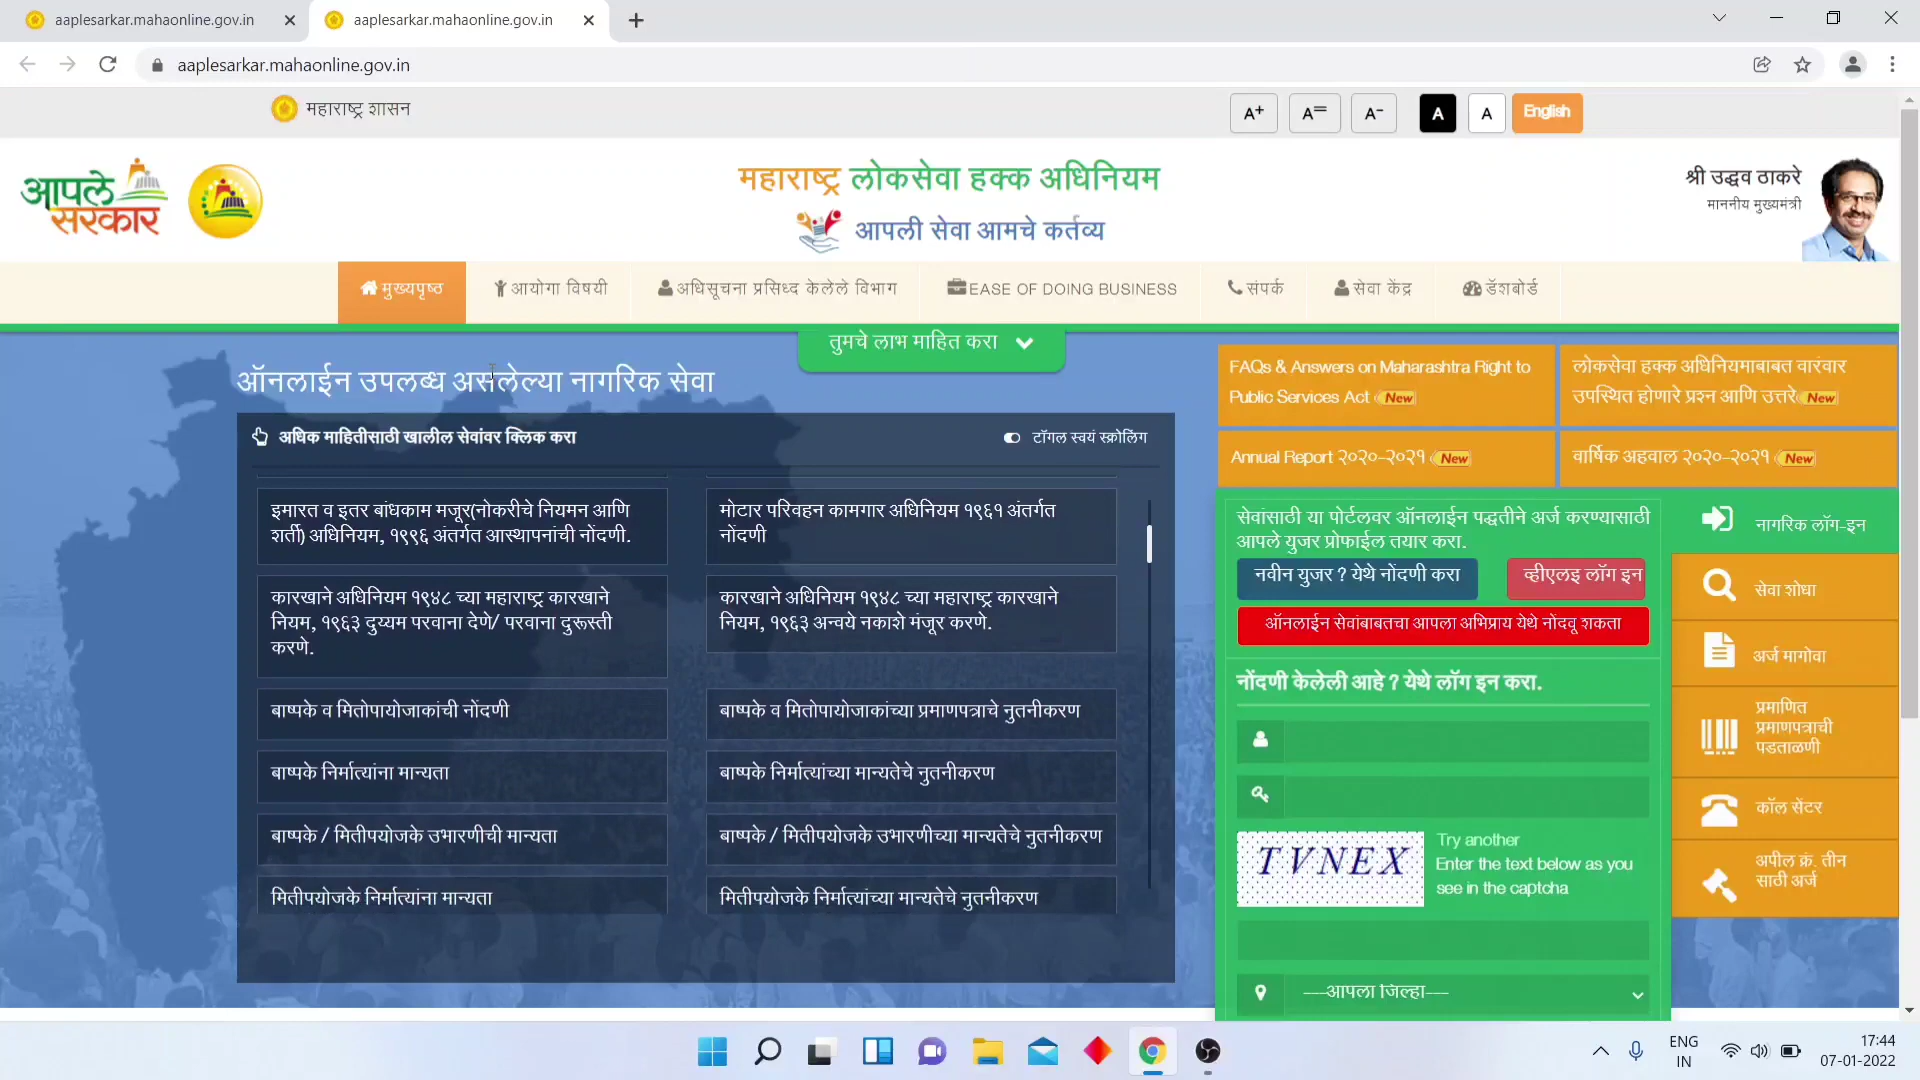 aaplesarkar.mahaonline.gov.in
aaplesarkar.mahaonline.gov.in
aaplesarkar.mahaonline.gov.in
महाराष्ट्र शासन
A+
A=
A-
A
A
English
आपले
सरकार
महाराष्ट्र लोकसेवा हक्क अधिनियम
आपली सेवा आमचे कर्तव्य
श्री उद्धव ठाकरे
माननीय मुख्यमंत्री
मुख्यपृष्ठ
आयोगा विषयी
अधिसूचना प्रसिध्द केलेले विभाग
EASE OF DOING BUSINESS
संपर्क
सेवा केंद्र
डॅशबोर्ड
तुमचे लाभ माहित करा
ऑनलाईन उपलब्ध असलेल्या नागरिक सेवा
अधिक माहितीसाठी खालील सेवांवर क्लिक करा
टॉगल स्वयं स्क्रोलिंग
इमारत व इतर बांधकाम मजूर(नोकरीचे नियमन आणि
शर्ती) अधिनियम, १९९६ अंतर्गत आस्थापनांची नोंदणी.
मोटार परिवहन कामगार अधिनियम १९६१ अंतर्गत
नोंदणी
कारखाने अधिनियम १९४८ च्या महाराष्ट्र कारखाने
नियम, १९६३ दुय्यम परवाना देणे/ परवाना दुरूस्ती
करणे.
कारखाने अधिनियम १९४८ च्या महाराष्ट्र कारखाने
नियम, १९६३ अन्वये नकाशे मंजूर करणे.
बाष्पके व मितोपायोजाकांची नोंदणी
बाष्पके व मितोपायोजाकांच्या प्रमाणपत्राचे नुतनीकरण
बाष्पके निर्मात्यांना मान्यता
बाष्पके निर्मात्यांच्या मान्यतेचे नुतनीकरण
बाष्पके / मितीपयोजके उभारणीची मान्यता
बाष्पके / मितीपयोजके उभारणीच्या मान्यतेचे नुतनीकरण
मितीपयोजके निर्मात्यांना मान्यता
मितीपयोजके निर्मात्यांच्या मान्यतेचे नुतनीकरण
FAQs & Answers on Maharashtra Right to
Public Services Act New
लोकसेवा हक्क अधिनियमाबाबत वारंवार
उपस्थित होणारे प्रश्न आणि उत्तरे New
Annual Report २०२०-२०२१ New
वार्षिक अहवाल २०२०-२०२१ New
सेवांसाठी या पोर्टलवर ऑनलाईन पद्धतीने अर्ज करण्यासाठी
आपले युजर प्रोफाईल तयार करा.
नवीन युजर ? येथे नोंदणी करा
व्हीएलइ लॉग इन
ऑनलाईन सेवांबाबतचा आपला अभिप्राय येथे नोंदवू शकता
नोंदणी केलेली आहे ? येथे लॉग इन करा.
TVNEX
Try another
Enter the text below as you
see in the captcha
---आपला जिल्हा---
नागरिक लॉग-इन
सेवा शोधा
अर्ज मागोवा
प्रमाणित
प्रमाणपत्राची
पडताळणी
कॉल सेंटर
अपील क्रं. तीन
साठी अर्ज
ENG
IN
17:44
07-01-2022